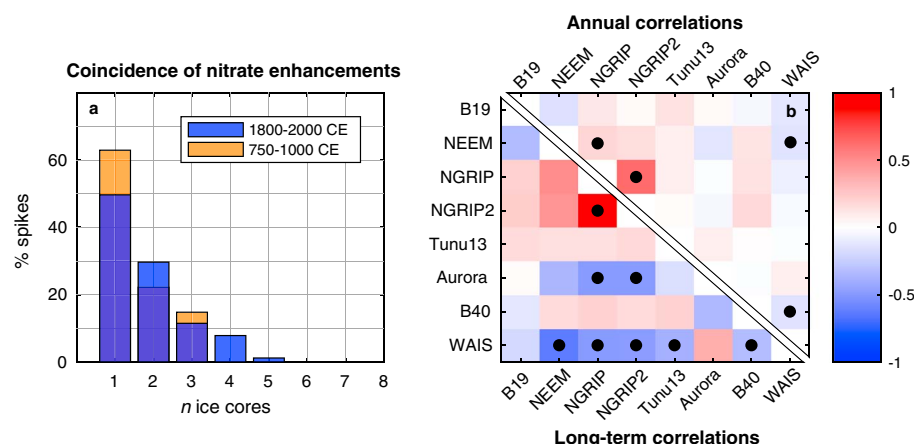 Coincidence of nitrate enhancements
a
1800-2000 CE
750-1000 CE
% spikes
60
40
20
0
1 2 3 4 5 6 7 8
n ice cores
Annual correlations
B19 NEEM NGRIP NGRIP2 Tunu13 Aurora B40 WAIS
b
B19
NEEM
NGRIP
NGRIP2
Tunu13
Aurora
B40
WAIS
B19 NEEM NGRIP NGRIP2 Tunu13 Aurora B40 WAIS
Long-term correlations
1
0.5
0
-0.5
-1